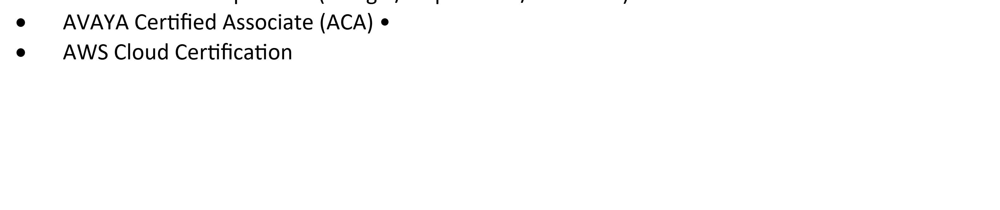 • AVAYA Certified Associate (ACA) •
• AWS Cloud Certification